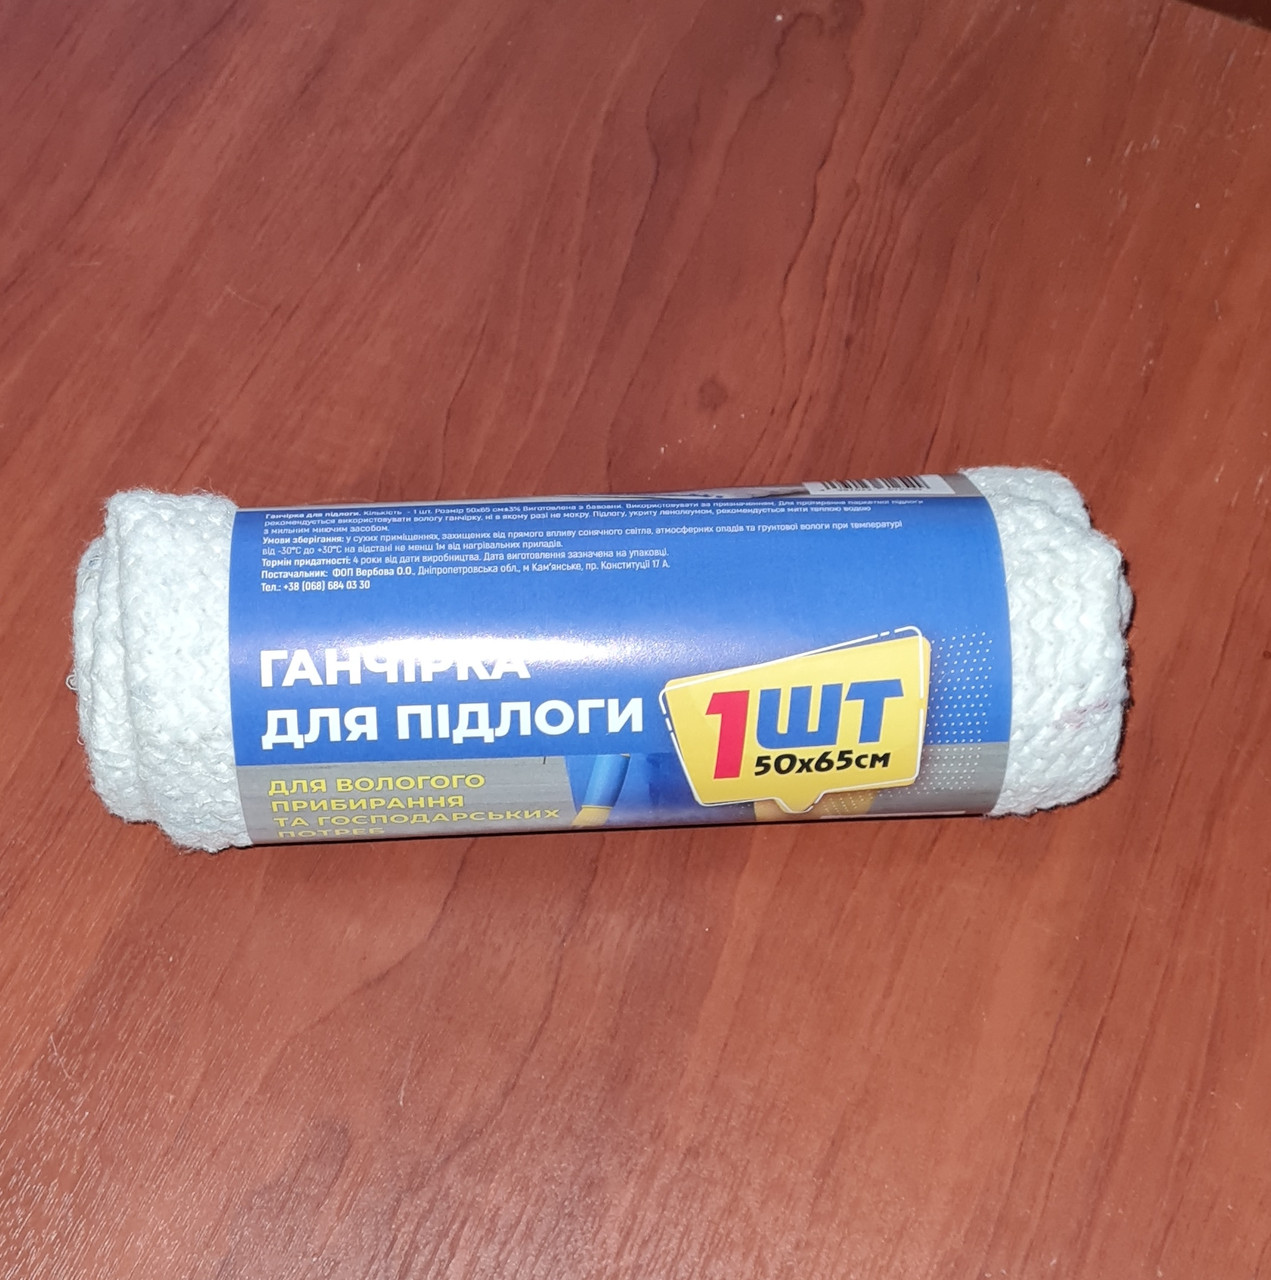 Ганчірка для підлоги. Кількість - 1 шт. Розмір 50х65 см±3% Виготовлена з бавовни. Використовувати за призначенням. Для протирання паркетної підлоги
рекомендується використовувати вологу ганчірку, ні в якому разі не мокру. Підлогу, укриту линолеумом, рекомендується мити теплою водою
з мильним миючим засобом.
Умови зберігання: у сухих приміщеннях, захищених від прямого впливу сонячного світла, атмосферних опадів та грунтової вологи при температурі
від -30°С до +30°С на відстані не менш 1м від нагрівальних приладів.
Термін придатності: 4 роки від дати виробництва. Дата виготовлення зазначена на упаковці.
Постачальник: ФОП Вербова О.О., Дніпропетровська обл., м Кам'янське, пр. Конституції 17 А.
Тел.: +38 (068) 684 03 30
ГАНЧІРКА
ДЛЯ ПІДЛОГИ
1ШТ
50х65см
ДЛЯ ВОЛОГОГО
ПРИБИРАННЯ
ТА ГОСПОДАРСЬКИХ
ПОТРЕБ